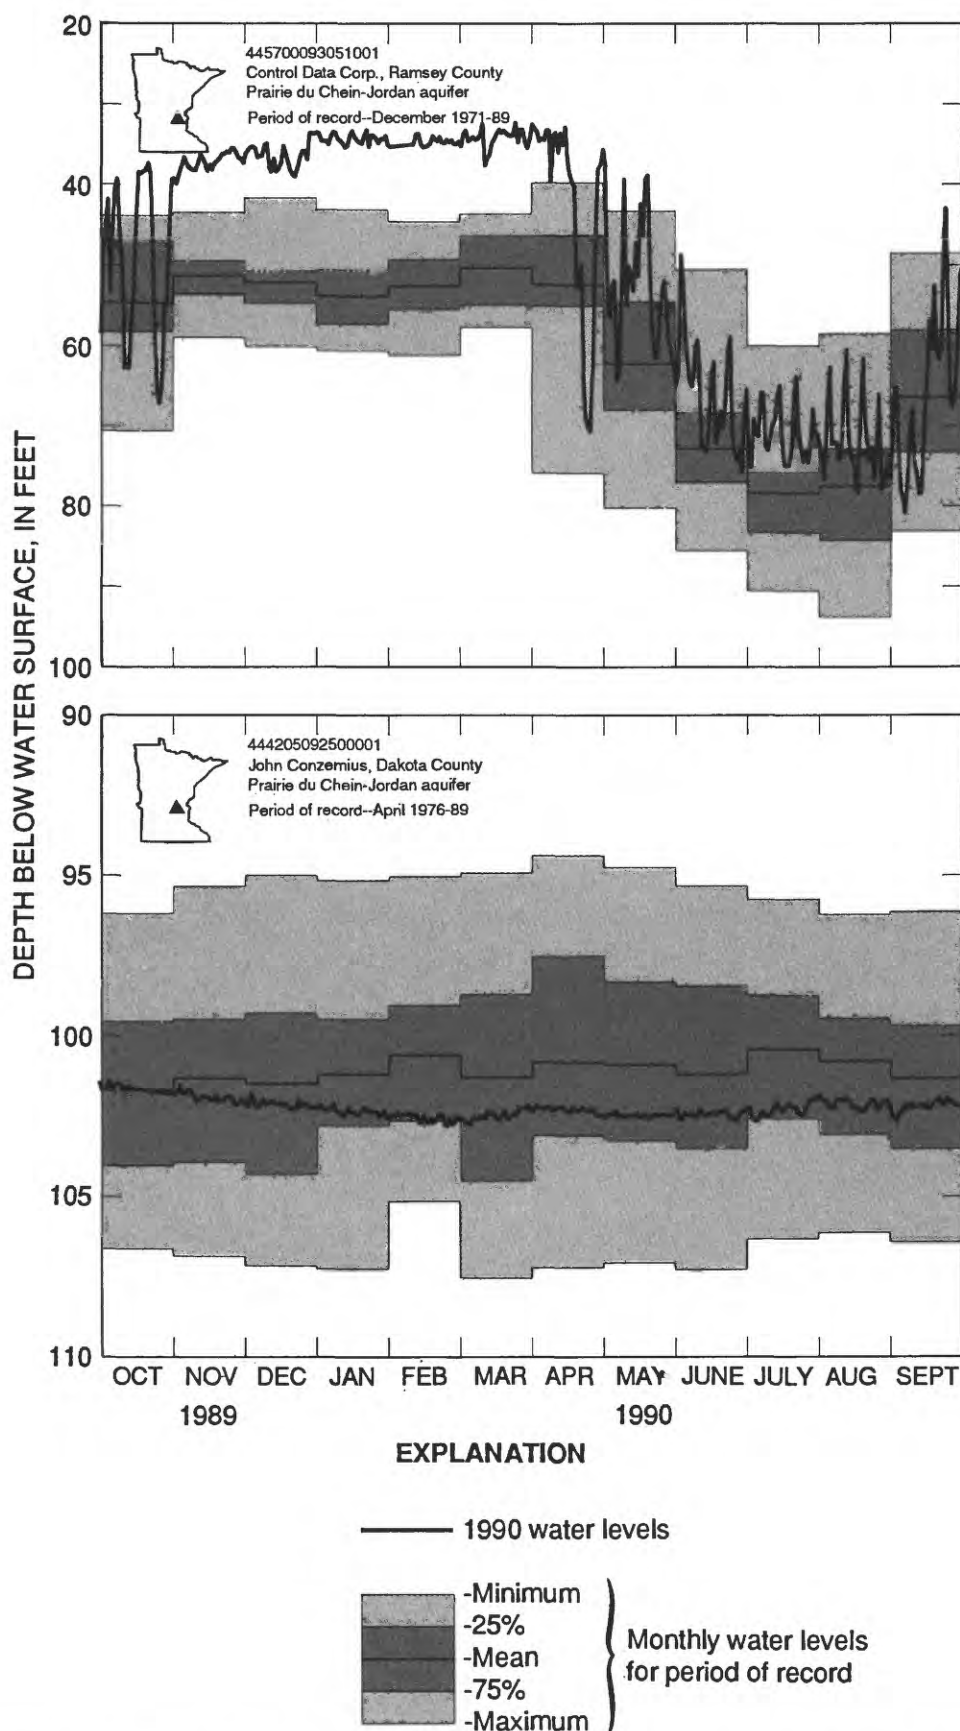 DEPTH BELOW WATER SURFACE, IN FEET
20
40
60
80
100
445700093051001
Control Data Corp., Ramsey County
Prairie du Chein-Jordan aquifer
Period of record--December 1971-89
90
95
100
105
110
444205092500001
John Conzemius, Dakota County
Prairie du Chein-Jordan aquifer
Period of record--April 1976-89
OCT NOV DEC JAN FEB MAR APR MAY JUNE JULY AUG SEPT
1989 1990
EXPLANATION
1990 water levels
-Minimum
-25%
-Mean
-75%
-Maximum
Monthly water levels
for period of record